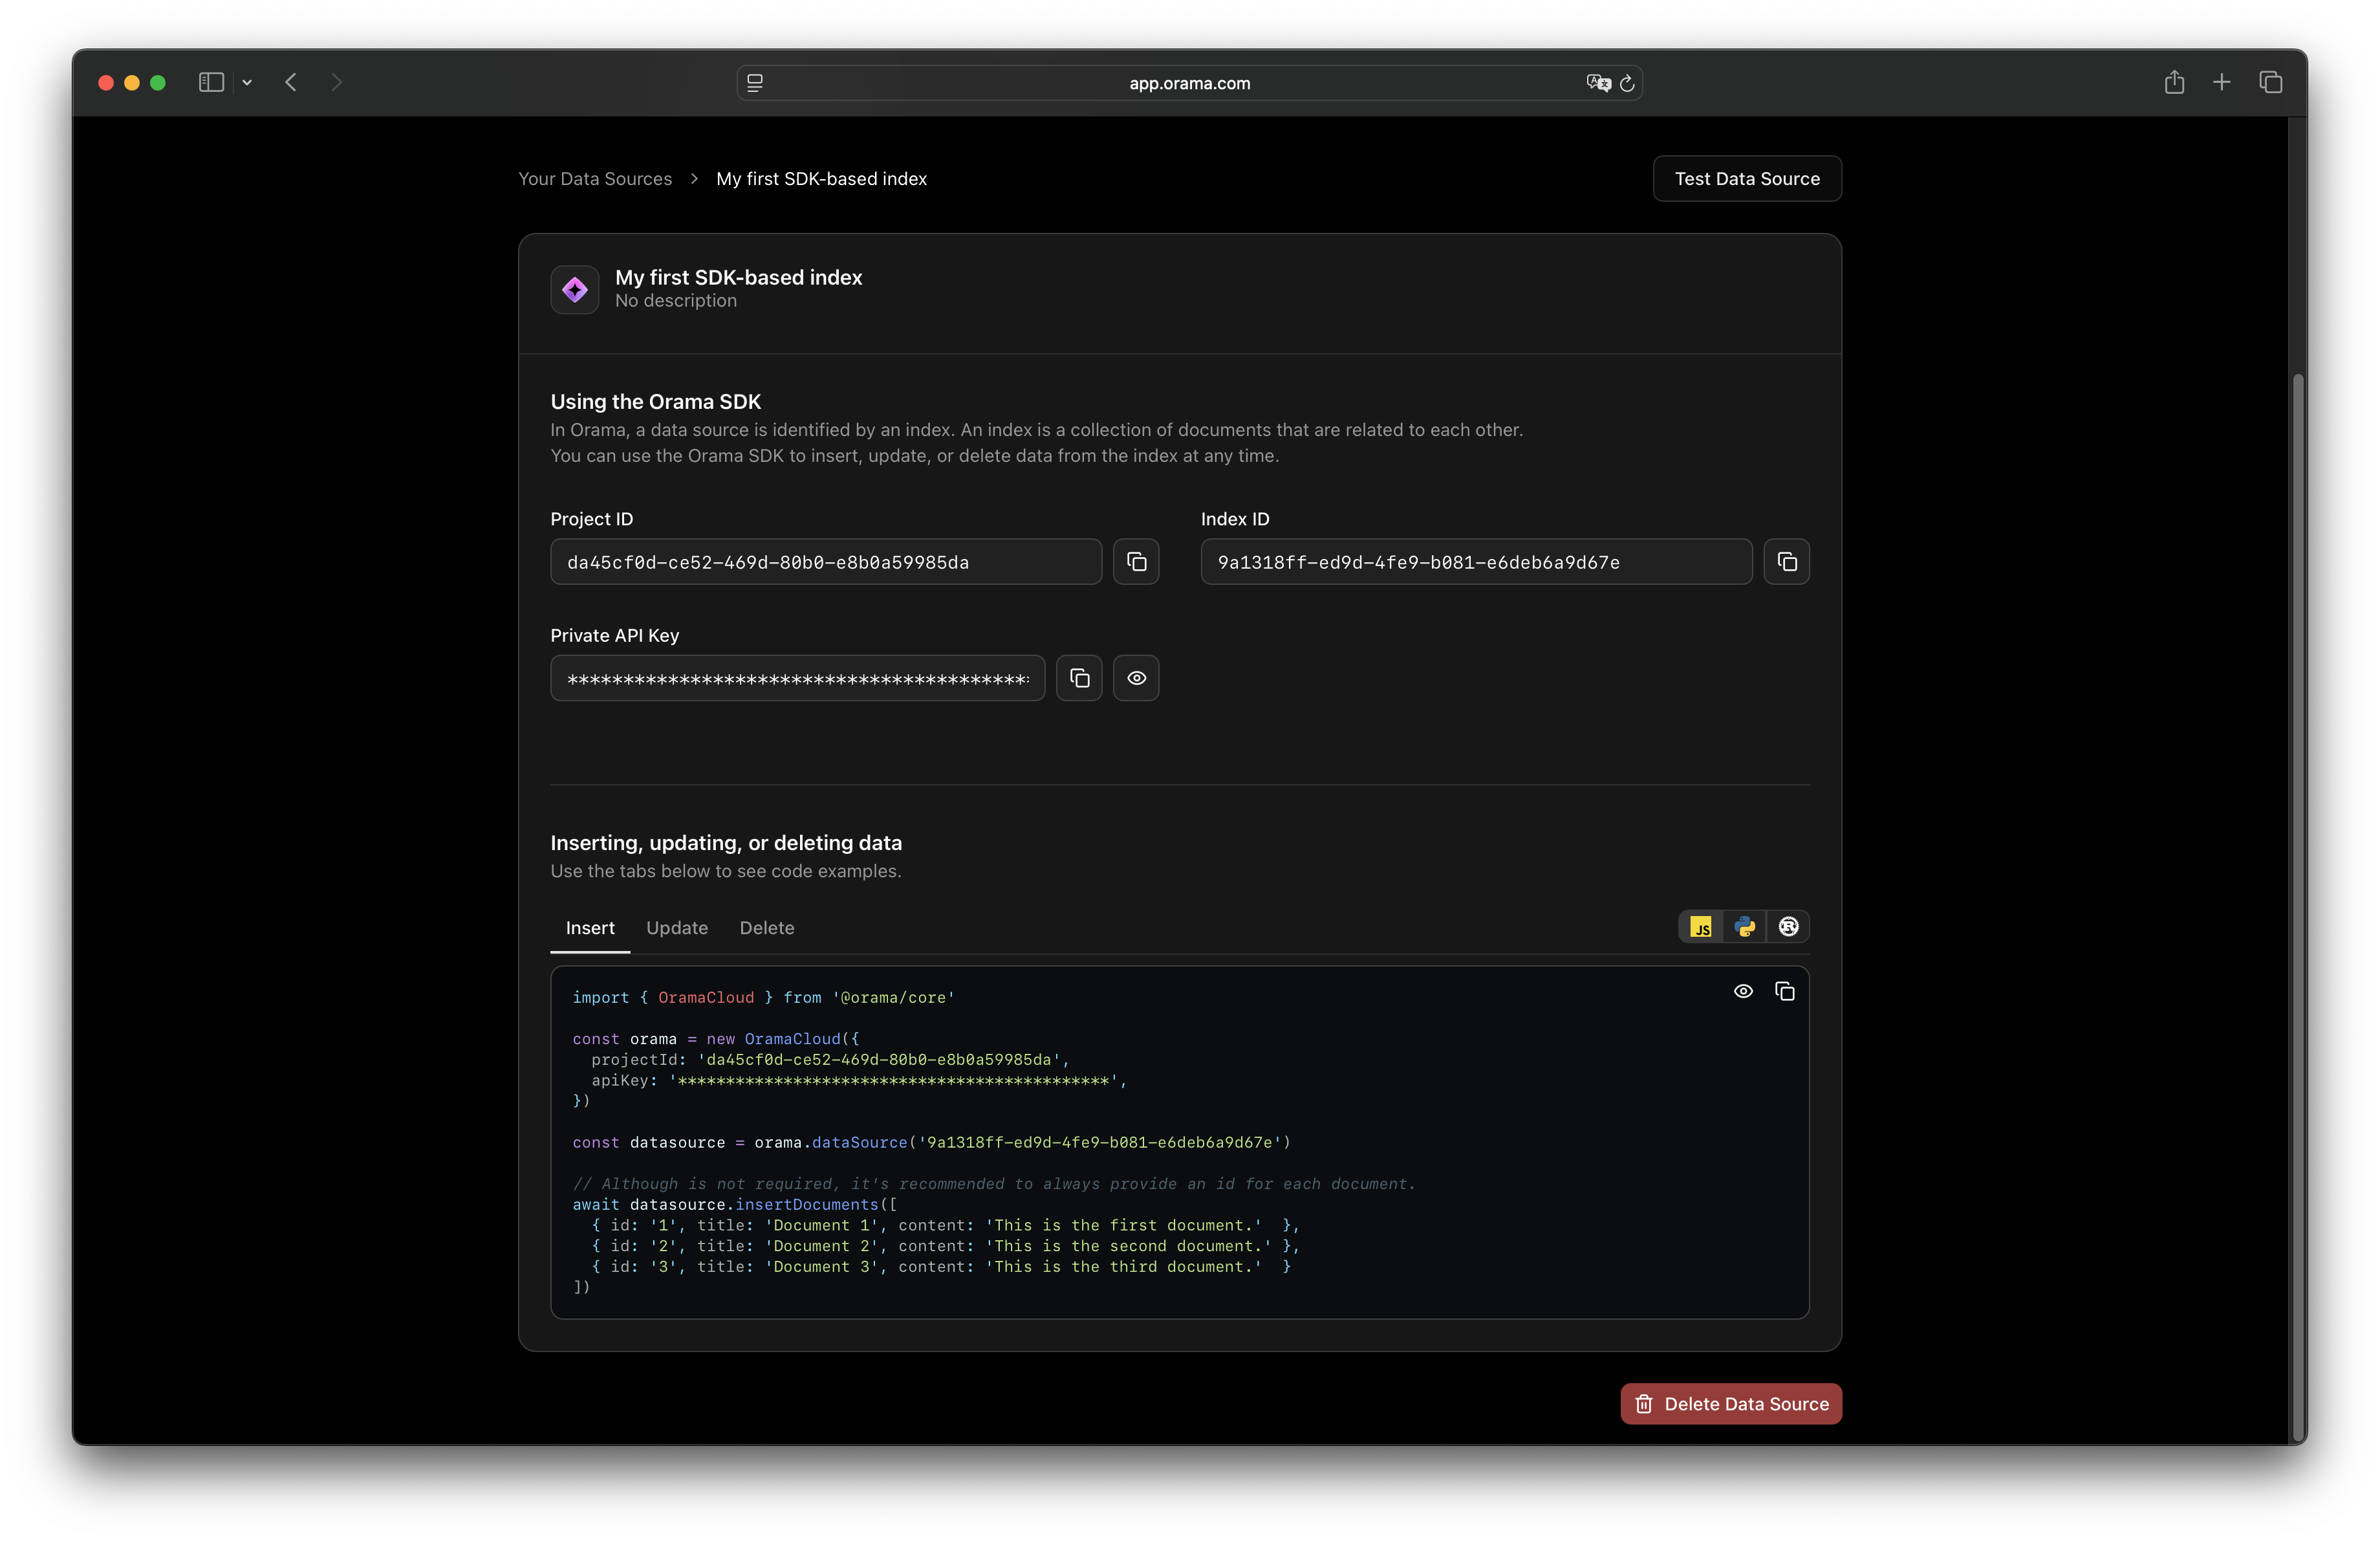 app.orama.com
Your Data Sources > My first SDK-based index
Test Data Source
My first SDK-based index
No description
Using the Orama SDK
In Orama, a data source is identified by an index. An index is a collection of documents that are related to each other.
You can use the Orama SDK to insert, update, or delete data from the index at any time.
Project ID
da45cf0d-ce52-469d-80b0-e8b0a59985da
Index ID
9a1318ff-ed9d-4fe9-b081-e6deb6a9d67e
Private API Key
******************************************
Inserting, updating, or deleting data
Use the tabs below to see code examples.
Insert Update Delete
JS
import { OramaCloud } from '@orama/core'
const orama = new OramaCloud({
projectId: 'da45cf0d-ce52-469d-80b0-e8b0a59985da',
apiKey: '*********************************************',
})
const datasource = orama.dataSource('9a1318ff-ed9d-4fe9-b081-e6deb6a9d67e')
// Although is not required, it's recommended to always provide an id for each document.
await datasource.insertDocuments([
{ id: '1', title: 'Document 1', content: 'This is the first document.' },
{ id: '2', title: 'Document 2', content: 'This is the second document.' },
{ id: '3', title: 'Document 3', content: 'This is the third document.' }
])
Delete Data Source